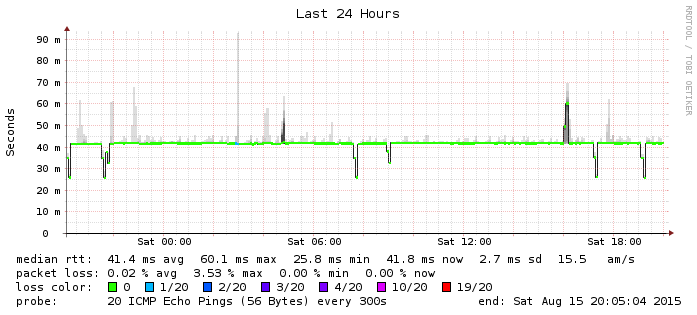 Last 24 Hours
RRDTOOL / TOBI OETIKER
Seconds
90 m
80 m
70 m
60 m
50 m
40 m
30 m
20 m
10 m
0
Sat 00:00 Sat 06:00 Sat 12:00 Sat 18:00
median rtt: 41.4 ms avg 60.1 ms max 25.8 ms min 41.8 ms now 2.7 ms sd 15.5 am/s
packet loss: 0.02 % avg 3.53 % max 0.00 % min 0.00 % now
loss color: 0 1/20 2/20 3/20 4/20 10/20 19/20
probe: 20 ICMP Echo Pings (56 Bytes) every 300s end: Sat Aug 15 20:05:04 2015